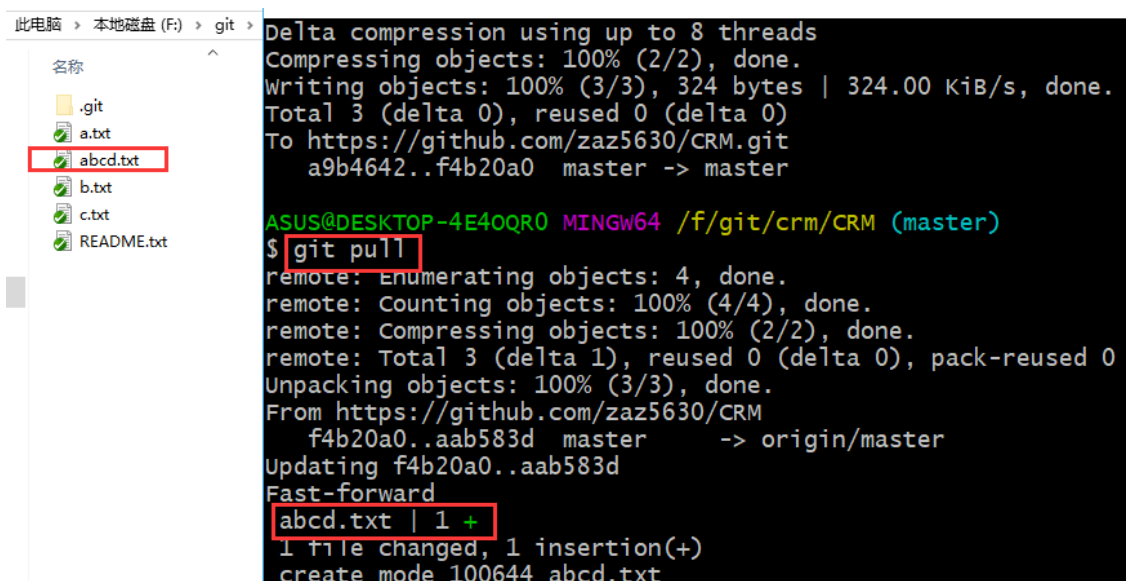 此电脑 › 本地磁盘 (F:) › git ›
名称
.git
a.txt
abcd.txt
b.txt
c.txt
README.txt
Delta compression using up to 8 threads
Compressing objects: 100% (2/2), done.
Writing objects: 100% (3/3), 324 bytes | 324.00 KiB/s, done.
Total 3 (delta 0), reused 0 (delta 0)
To https://github.com/zaz5630/CRM.git
a9b4642..f4b20a0  master -> master
ASUS@DESKTOP-4E4OQR0 MINGW64 /f/git/crm/CRM (master)
$ git pull
remote: Enumerating objects: 4, done.
remote: Counting objects: 100% (4/4), done.
remote: Compressing objects: 100% (2/2), done.
remote: Total 3 (delta 1), reused 0 (delta 0), pack-reused 0
Unpacking objects: 100% (3/3), done.
From https://github.com/zaz5630/CRM
f4b20a0..aab583d  master     -> origin/master
Updating f4b20a0..aab583d
Fast-forward
abcd.txt | 1 +
1 file changed, 1 insertion(+)
create mode 100644 abcd.txt